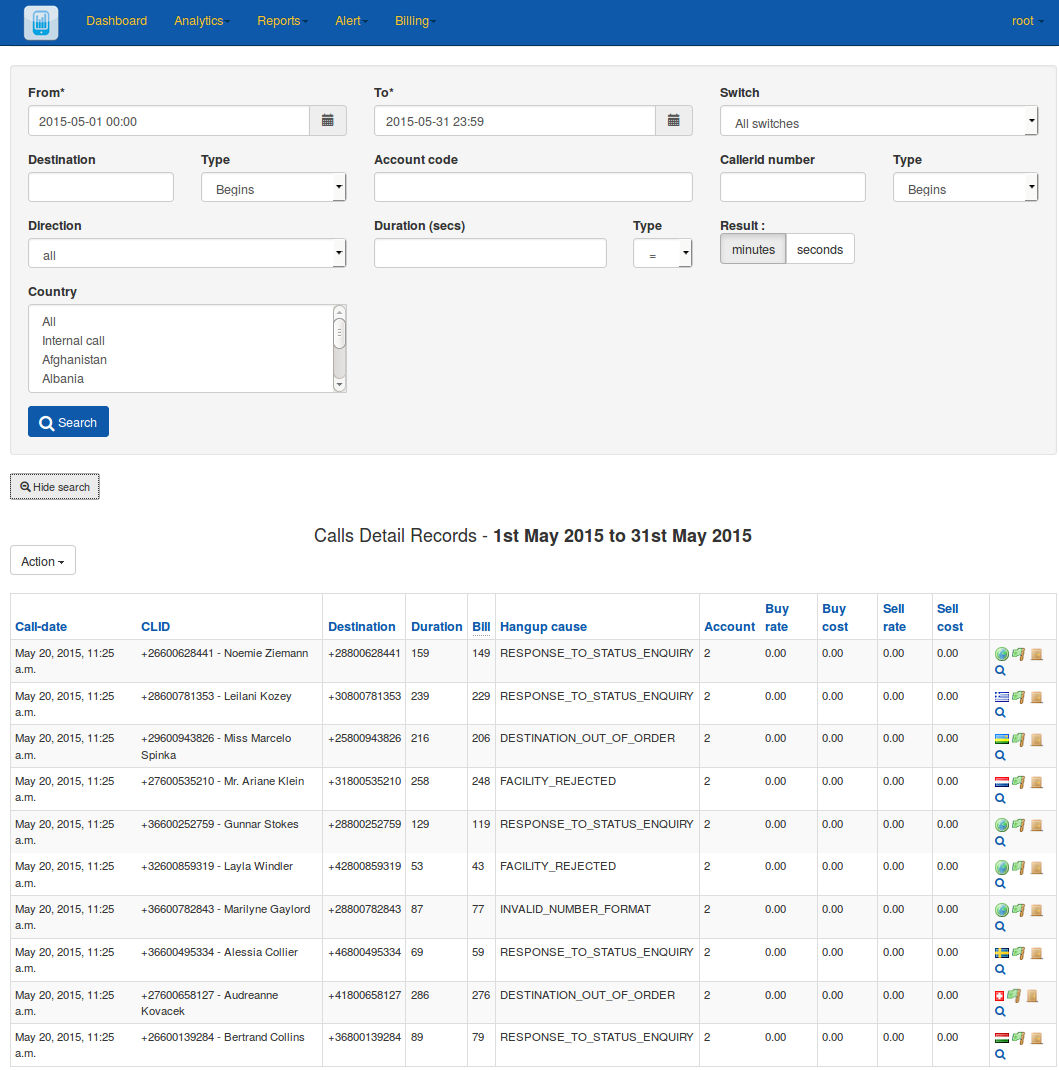 Dashboard Analytics Reports Alert Billing root
From* To* Switch
2015-05-01 00:00 2015-05-31 23:59 All switches
Destination Type Account code CallerId number Type
Begins Begins
Direction Duration (secs) Type Result :
all = minutes seconds
Country
All
Internal call
Afghanistan
Albania
Search
Hide search
Calls Detail Records - 1st May 2015 to 31st May 2015
Action
Buy Buy Sell Sell
Call-date CLID Destination Duration Bill Hangup cause Account rate cost rate cost
May 20, 2015, 11:25 +26600628441 - Noemie Ziemann +28800628441 159 149 RESPONSE_TO_STATUS_ENQUIRY 2 0.00 0.00 0.00 0.00
a.m.
May 20, 2015, 11:25 +28600781353 - Leilani Kozey +30800781353 239 229 RESPONSE_TO_STATUS_ENQUIRY 2 0.00 0.00 0.00 0.00
a.m.
May 20, 2015, 11:25 +29600943826 - Miss Marcelo +25800943826 216 206 DESTINATION_OUT_OF_ORDER 2 0.00 0.00 0.00 0.00
a.m. Spinka
May 20, 2015, 11:25 +27600535210 - Mr. Ariane Klein +31800535210 258 248 FACILITY_REJECTED 2 0.00 0.00 0.00 0.00
a.m.
May 20, 2015, 11:25 +36600252759 - Gunnar Stokes +28800252759 129 119 RESPONSE_TO_STATUS_ENQUIRY 2 0.00 0.00 0.00 0.00
a.m.
May 20, 2015, 11:25 +32600859319 - Layla Windler +42800859319 53 43 FACILITY_REJECTED 2 0.00 0.00 0.00 0.00
a.m.
May 20, 2015, 11:25 +36600782843 - Marilyne Gaylord +28800782843 87 77 INVALID_NUMBER_FORMAT 2 0.00 0.00 0.00 0.00
a.m.
May 20, 2015, 11:25 +36600495334 - Alessia Collier +46800495334 69 59 RESPONSE_TO_STATUS_ENQUIRY 2 0.00 0.00 0.00 0.00
a.m.
May 20, 2015, 11:25 +27600658127 - Audreanne +41800658127 286 276 DESTINATION_OUT_OF_ORDER 2 0.00 0.00 0.00 0.00
a.m. Kovacek
May 20, 2015, 11:25 +26600139284 - Bertrand Collins +36800139284 89 79 RESPONSE_TO_STATUS_ENQUIRY 2 0.00 0.00 0.00 0.00
a.m.